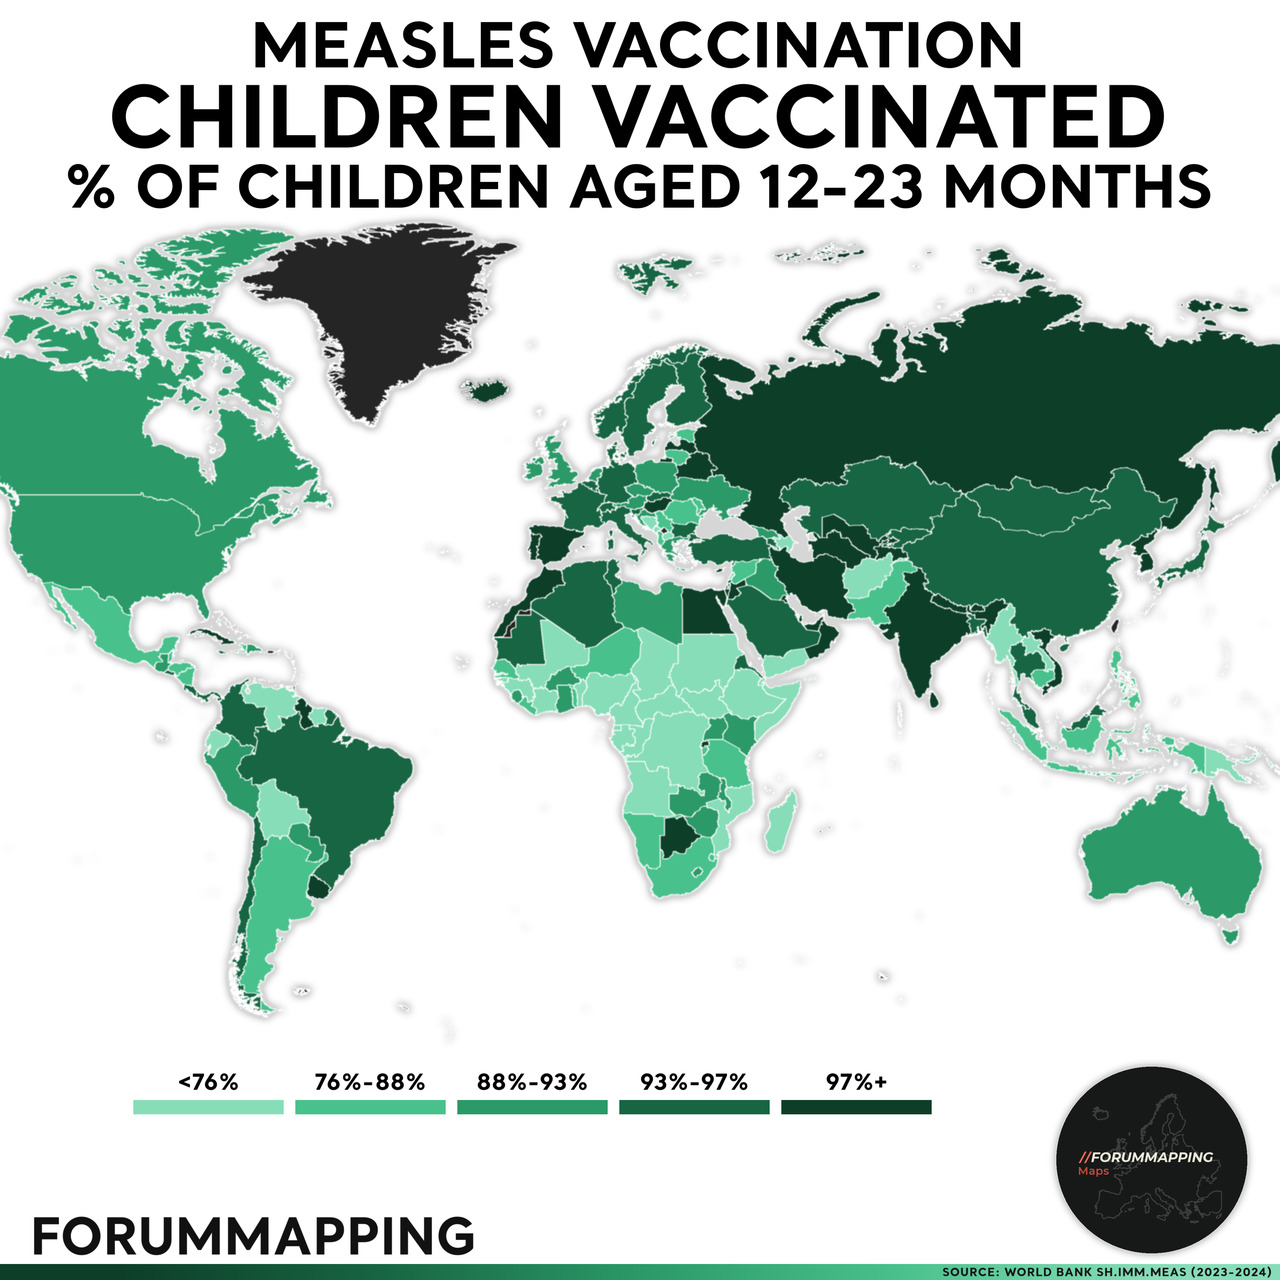 MEASLES VACCINATION
CHILDREN VACCINATED
% OF CHILDREN AGED 12-23 MONTHS
<76% 76%-88% 88%-93% 93%-97% 97%+
//FORUMMAPPING
Maps
FORUMMAPPING
SOURCE: WORLD BANK SH.IMM.MEAS (2023-2024)